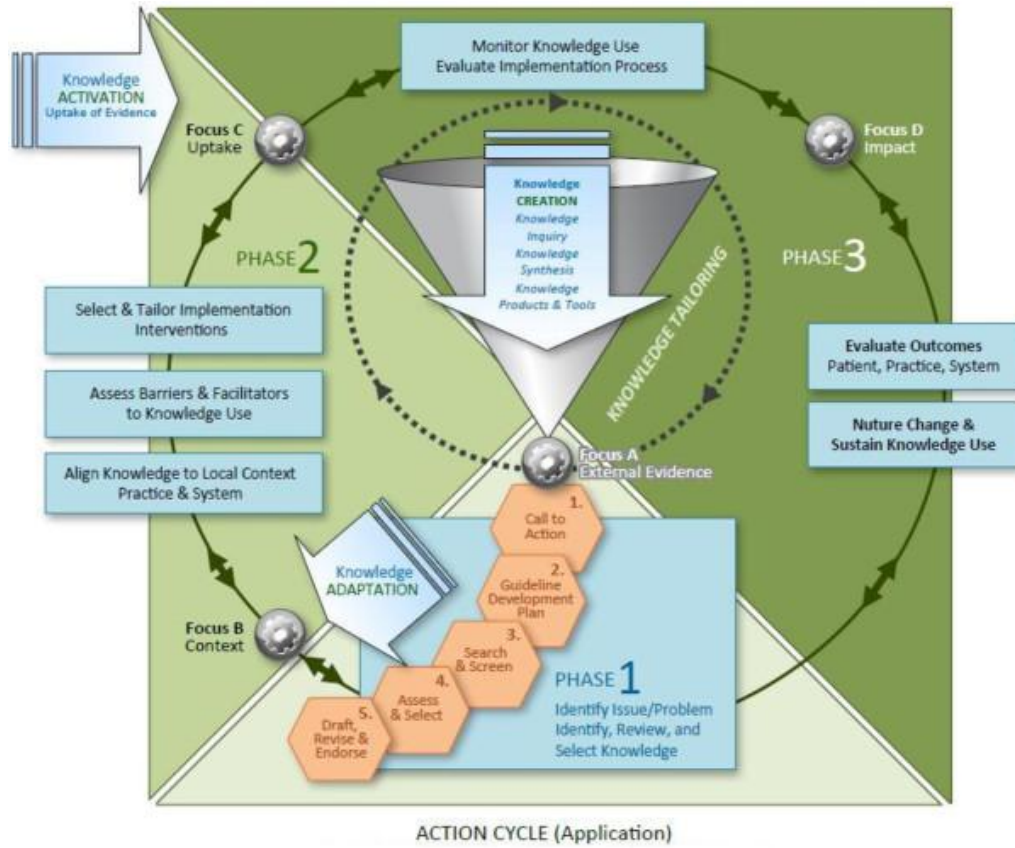 Knowledge
ACTIVATION
Uptake of Evidence
Monitor Knowledge Use
Evaluate Implementation Process
Focus C
Uptake
Focus D
Impact
Knowledge
CREATION
Knowledge
Inquiry
Knowledge
Synthesis
Knowledge
Products & Tools
PHASE 2
PHASE 3
KNOWLEDGE TAILORING
Select & Tailor Implementation
Interventions
Assess Barriers & Facilitators
to Knowledge Use
Align Knowledge to Local Context
Practice & System
Evaluate Outcomes
Patient, Practice, System
Nuture Change &
Sustain Knowledge Use
Focus A
External Evidence
1.
Call to
Action
2.
Guideline
Development
Plan
3.
Search
& Screen
4.
Assess
& Select
5.
Draft,
Revise &
Endorse
Knowledge
ADAPTATION
Focus B
Context
PHASE 1
Identify Issue/Problem
Identify, Review, and
Select Knowledge
ACTION CYCLE (Application)